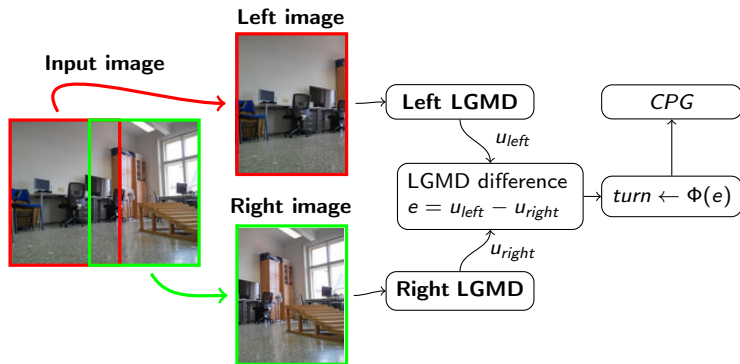 Left image
Input image
Left LGMD
CPG
u_left
LGMD difference
e = u_left − u_right
turn ← Φ(e)
Right image
u_right
Right LGMD